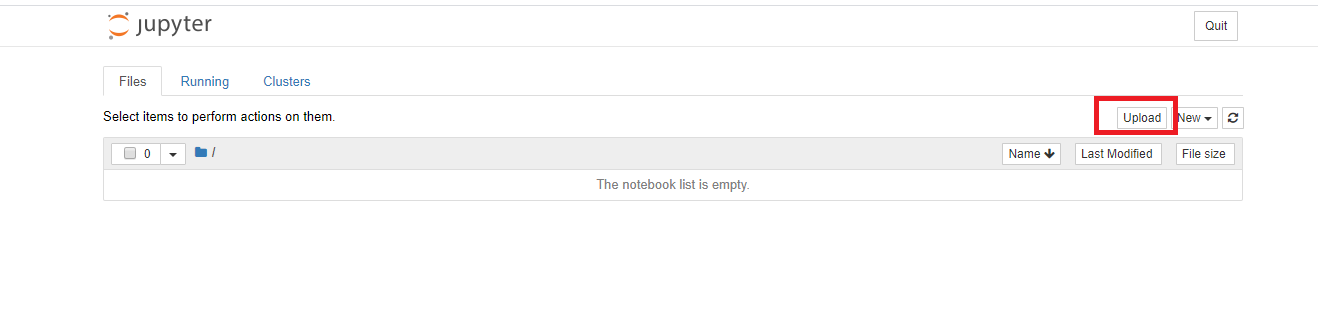 jupyter
Quit
Files Running Clusters
Select items to perform actions on them.
Upload New
0 / Name Last Modified File size
The notebook list is empty.